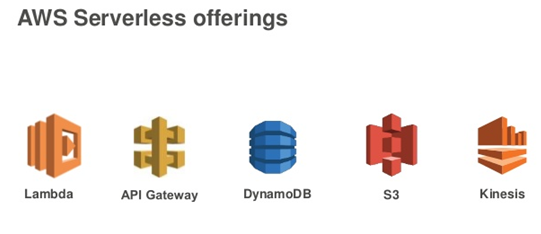 AWS Serverless offerings
Lambda API Gateway DynamoDB S3 Kinesis